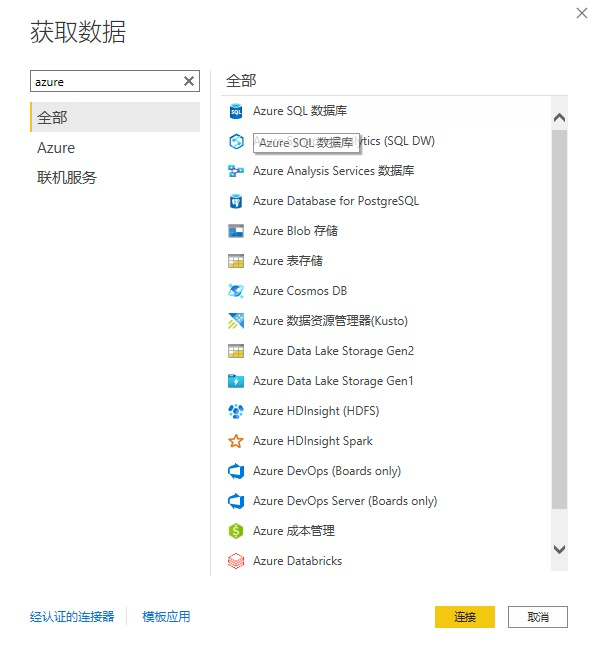 获取数据
azure
全部
Azure
联机服务
全部
Azure SQL 数据库
Azure SQL 数据库 lytics (SQL DW)
Azure Analysis Services 数据库
Azure Database for PostgreSQL
Azure Blob 存储
Azure 表存储
Azure Cosmos DB
Azure 数据资源管理器(Kusto)
Azure Data Lake Storage Gen2
Azure Data Lake Storage Gen1
Azure HDInsight (HDFS)
Azure HDInsight Spark
Azure DevOps (Boards only)
Azure DevOps Server (Boards only)
Azure 成本管理
Azure Databricks
经认证的连接器 模板应用 连接 取消